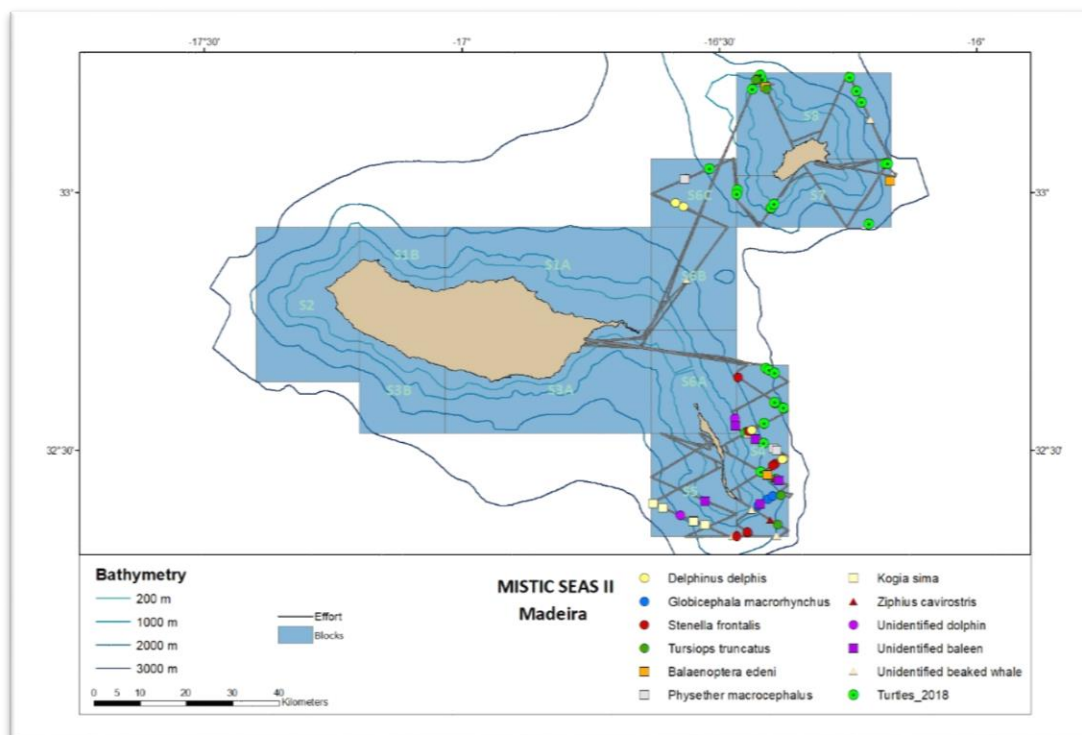 -17°30'
-17°
-16°30'
-16°
33°
33°
S8
S7
S6C
S1B
S1A
S6B
S2
S3B
S3A
S6A
32°30'
32°30'
S4
S5
Bathymetry
200 m
1000 m
2000 m
3000 m
0 5 10 20 30 40
Kilometers
Effort
Blocks
MISTIC SEAS II
Madeira
Delphinus delphis
Globicephala macrorhynchus
Stenella frontalis
Tursiops truncatus
Balaenoptera edeni
Physether macrocephalus
Kogia sima
Ziphius cavirostris
Unidentified dolphin
Unidentified baleen
Unidentified beaked whale
Turtles_2018